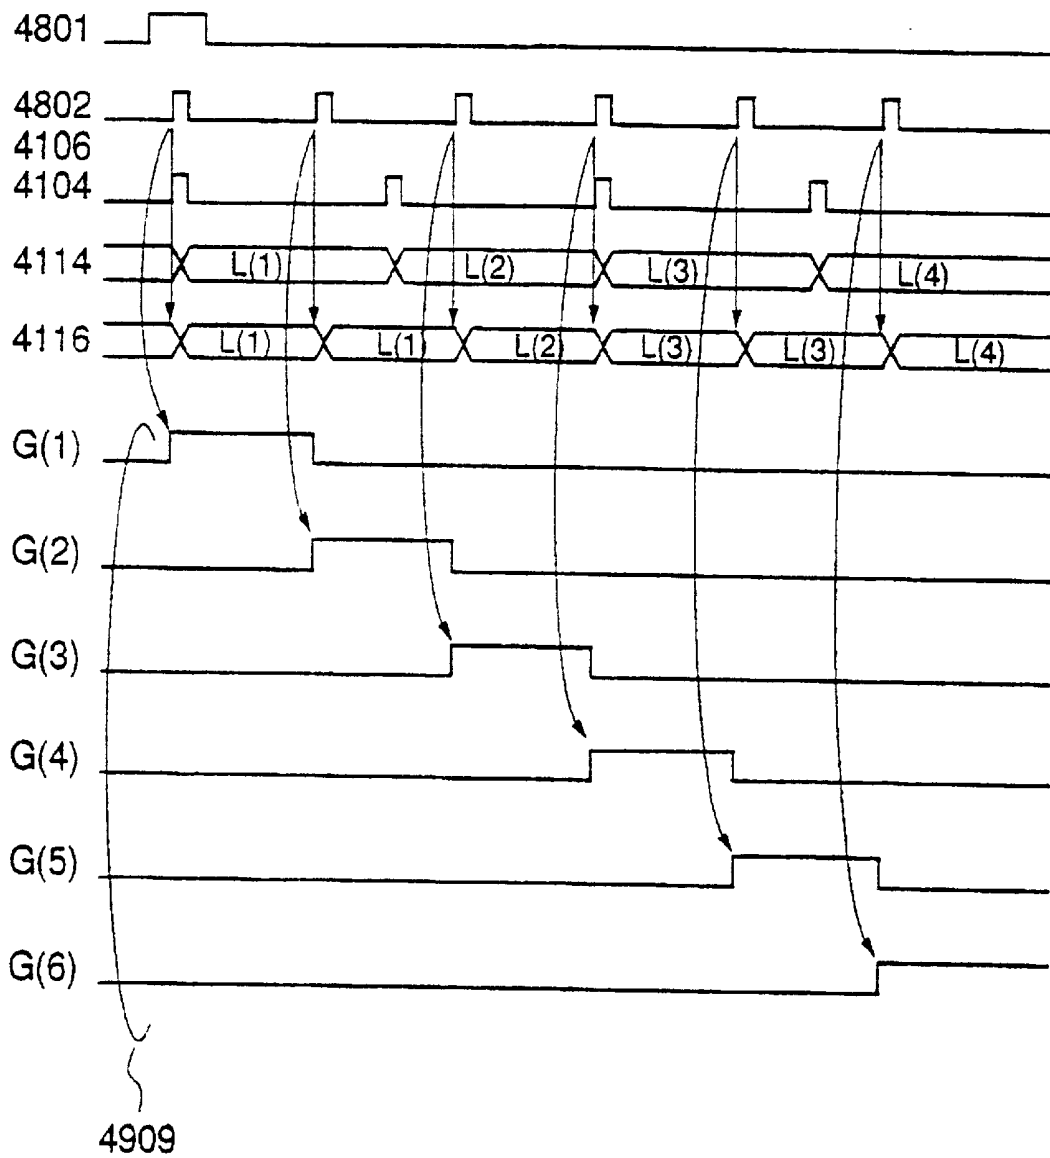 4801
4802
4106
4104
4114 L(1) L(2) L(3) L(4)
4116 L(1) L(1) L(2) L(3) L(3) L(4)
G(1)
G(2)
G(3)
G(4)
G(5)
G(6)
4909